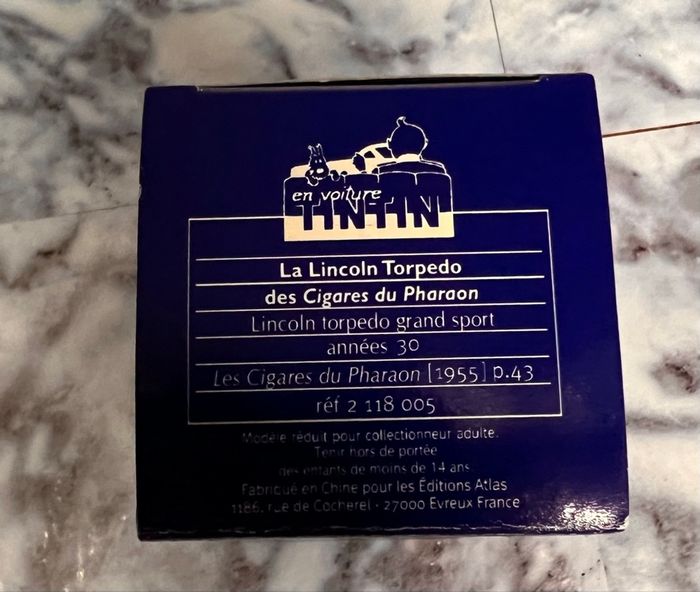 en voiture
TINTIN
La Lincoln Torpedo
des Cigares du Pharaon
Lincoln torpedo grand sport
années 30
Les Cigares du Pharaon [1955] p.43
réf 2 118 005
Modèle réduit pour collectionneur adulte.
Tenir hors de portée
des enfants de moins de 14 ans.
Fabriqué en Chine pour les Éditions Atlas
1186, rue de Cocherel - 27000 Evreux France